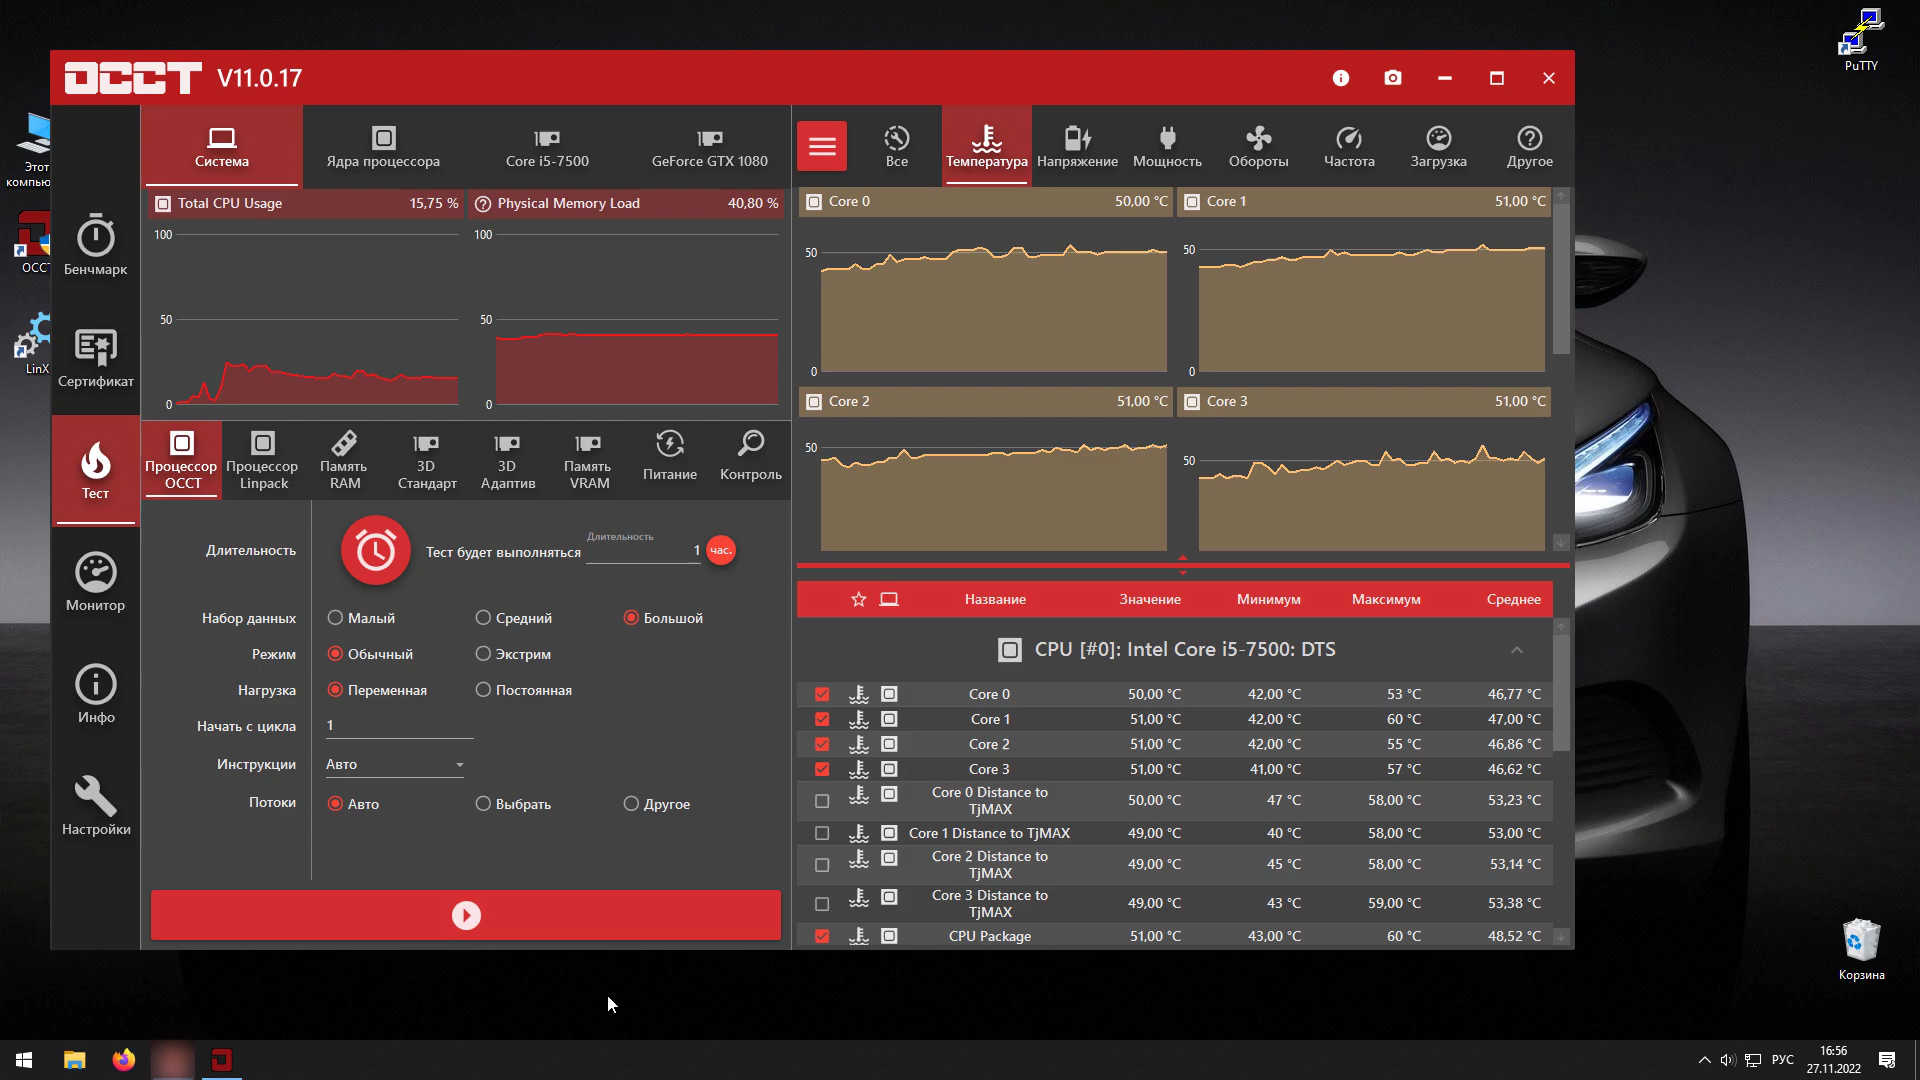 PuTTY
Этот
компью
OCCT
LinX
OCCT V11.0.17
Бенчмарк
Сертификат
Тест
Монитор
Инфо
Настройки
Система
Ядра процессора
Core i5-7500
GeForce GTX 1080
Total CPU Usage 15,75 %
Physical Memory Load 40,80 %
100
50
0
100
50
0
Процессор
OCCT
Процессор
Linpack
Память
RAM
3D
Стандарт
3D
Адаптив
Память
VRAM
Питание
Контроль
Длительность
Тест будет выполняться
Длительность
1 час.
Набор данных Малый Средний Большой
Режим Обычный Экстрим
Нагрузка Переменная Постоянная
Начать с цикла 1
Инструкции Авто
Потоки Авто Выбрать Другое
Все
Температура
Напряжение
Мощность
Обороты
Частота
Загрузка
Другое
Core 0 50,00 °C
Core 1 51,00 °C
50
0
50
0
Core 2 51,00 °C
Core 3 51,00 °C
50
50
Название Значение Минимум Максимум Среднее
CPU [#0]: Intel Core i5-7500: DTS
Core 0 50,00 °C 42,00 °C 53 °C 46,77 °C
Core 1 51,00 °C 42,00 °C 60 °C 47,00 °C
Core 2 51,00 °C 42,00 °C 55 °C 46,86 °C
Core 3 51,00 °C 41,00 °C 57 °C 46,62 °C
Core 0 Distance to
TjMAX 50,00 °C 47 °C 58,00 °C 53,23 °C
Core 1 Distance to TjMAX 49,00 °C 40 °C 58,00 °C 53,00 °C
Core 2 Distance to
TjMAX 49,00 °C 45 °C 58,00 °C 53,14 °C
Core 3 Distance to
TjMAX 49,00 °C 43 °C 59,00 °C 53,38 °C
CPU Package 51,00 °C 43,00 °C 60 °C 48,52 °C
Корзина
РУС
16:56
27.11.2022